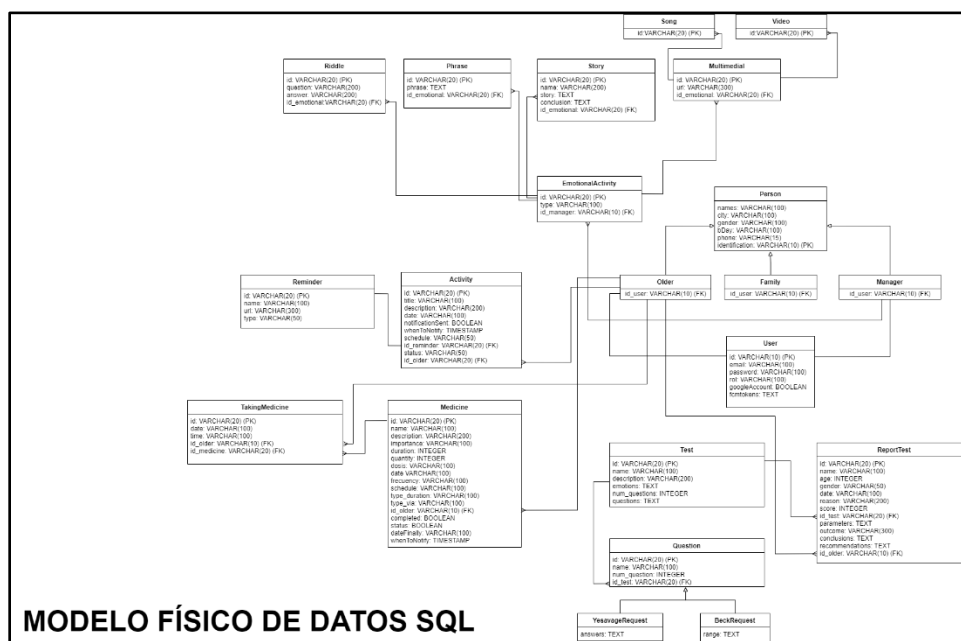 Song
id:VARCHAR(20) (PK)
Video
id:VARCHAR(20) (PK)
Riddle
id: VARCHAR(20) (PK)
question: VARCHAR(200)
answer: VARCHAR(200)
id_emotional:VARCHAR(20) (FK)
Phrase
id: VARCHAR(20) (PK)
phrase: TEXT
id_emotional: VARCHAR(20) (FK)
Story
id: VARCHAR(20) (PK)
name: VARCHAR(200)
story: TEXT
conclusion: TEXT
id_emotional: VARCHAR(20) (FK)
Multimedial
id: VARCHAR(20) (PK)
url: VARCHAR(300)
id_emotional: VARCHAR(20) (FK)
EmotionalActivity
id: VARCHAR(20) (PK)
type: VARCHAR(100)
id_manager: VARCHAR(10) (FK)
Person
names: VARCHAR(100)
city: VARCHAR(100)
gender: VARCHAR(100)
bDay: VARCHAR(100)
phone: VARCHAR(15)
identification: VARCHAR(10) (PK)
Reminder
id: VARCHAR(20) (PK)
name: VARCHAR(100)
url: VARCHAR(300)
type: VARCHAR(50)
Activity
id: VARCHAR(20) (PK)
title: VARCHAR(100)
description: VARCHAR(200)
date: VARCHAR(100)
notificationSent: BOOLEAN
whenToNotify: TIMESTAMP
schedule: VARCHAR(50)
id_reminder: VARCHAR(20) (FK)
status: VARCHAR(50)
id_older: VARCHAR(20) (FK)
Older
id_user: VARCHAR(10) (FK)
Family
id_user: VARCHAR(10) (FK)
Manager
id_user: VARCHAR(10) (FK)
User
id: VARCHAR(10) (PK)
email: VARCHAR(100)
password: VARCHAR(100)
rol: VARCHAR(100)
googleAccount: BOOLEAN
fcmtokens: TEXT
TakingMedicine
id: VARCHAR(20) (PK)
date: VARCHAR(100)
time: VARCHAR(100)
id_older: VARCHAR(10) (FK)
id_medicine: VARCHAR(20) (FK)
Medicine
id: VARCHAR(20) (PK)
name: VARCHAR(100)
description: VARCHAR(200)
importance: VARCHAR(100)
duration: INTEGER
quantity: INTEGER
dosis: VARCHAR(100)
date VARCHAR(100)
frecuency: VARCHAR(100)
schedule: VARCHAR(100)
type_duration: VARCHAR(100)
type_via: VARCHAR(100)
id_older: VARCHAR(10) (FK)
completed: BOOLEAN
status: BOOLEAN
dateFinally: VARCHAR(100)
whenToNotify: TIMESTAMP
Test
id: VARCHAR(20) (PK)
name: VARCHAR(100)
description: VARCHAR(200)
emotions: TEXT
num_questions: INTEGER
questions: TEXT
ReportTest
id: VARCHAR(20) (PK)
name: VARCHAR(100)
age: INTEGER
gender: VARCHAR(50)
date: VARCHAR(100)
reason: VARCHAR(200)
score: INTEGER
id_test: VARCHAR(20) (FK)
parameters: TEXT
outcome: VARCHAR(300)
conclusions: TEXT
recommendations: TEXT
id_older: VARCHAR(10) (FK)
Question
id: VARCHAR(20) (PK)
name: VARCHAR(100)
num_question: INTEGER
id_test: VARCHAR(20) (FK)
YesavageRequest
answers: TEXT
BeckRequest
range: TEXT
MODELO FÍSICO DE DATOS SQL